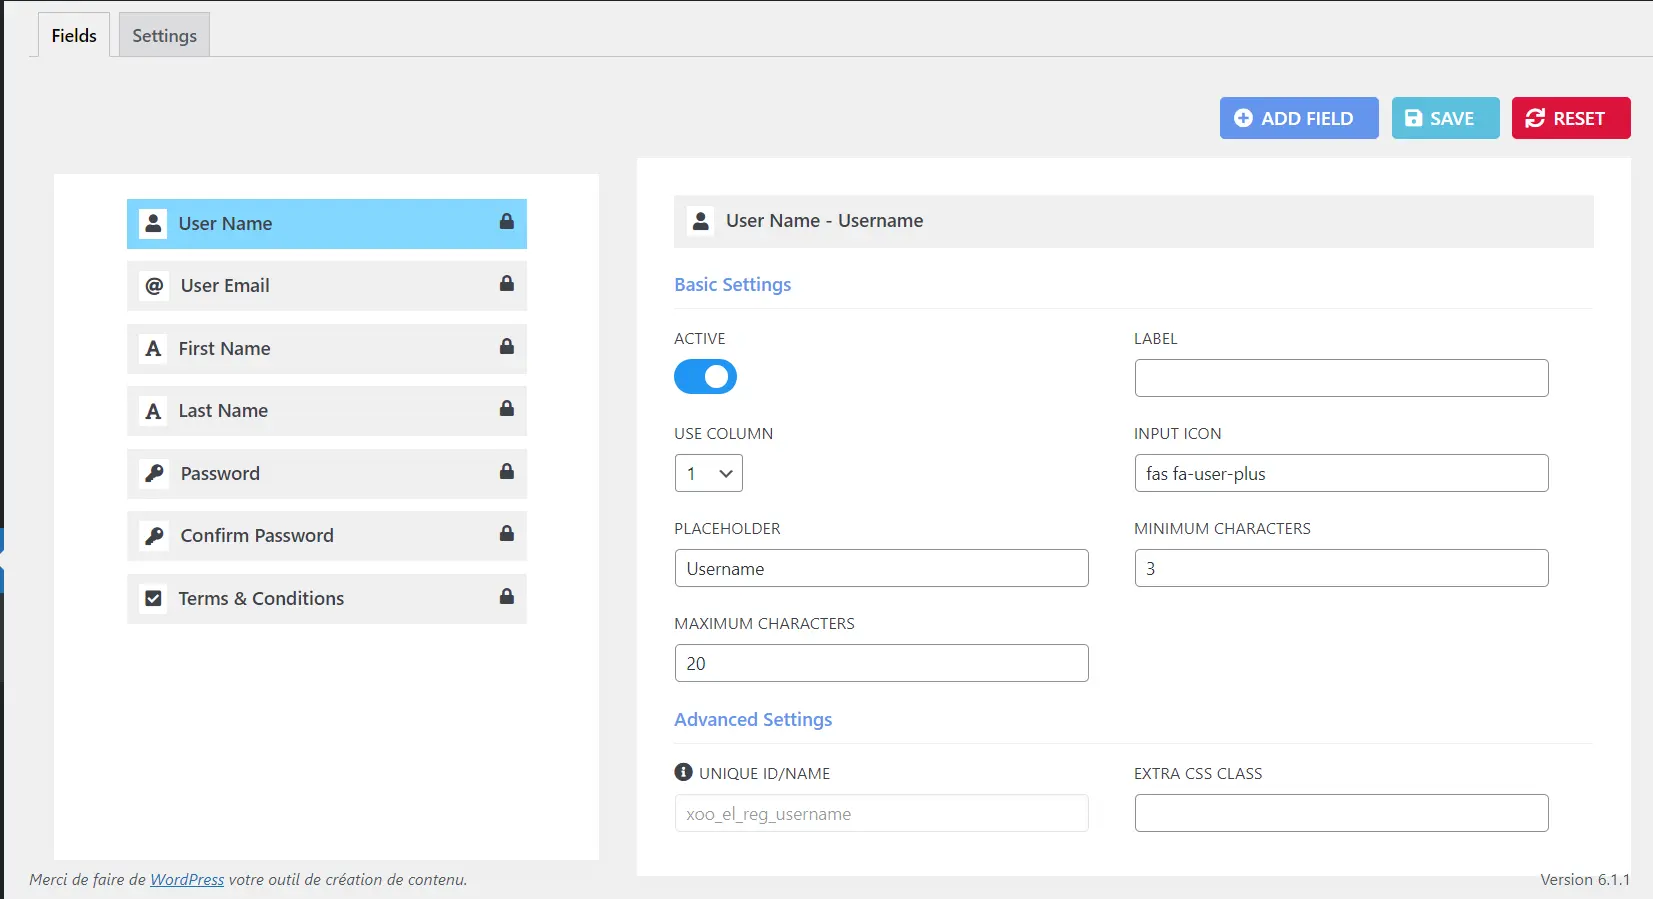 Fields
Settings
ADD FIELD
SAVE
RESET
User Name
User Email
First Name
Last Name
Password
Confirm Password
Terms & Conditions
User Name - Username
Basic Settings
ACTIVE
LABEL
USE COLUMN
INPUT ICON
1
fas fa-user-plus
PLACEHOLDER
MINIMUM CHARACTERS
Username
3
MAXIMUM CHARACTERS
20
Advanced Settings
UNIQUE ID/NAME
EXTRA CSS CLASS
xoo_el_reg_username
Merci de faire de WordPress votre outil de création de contenu.
Version 6.1.1